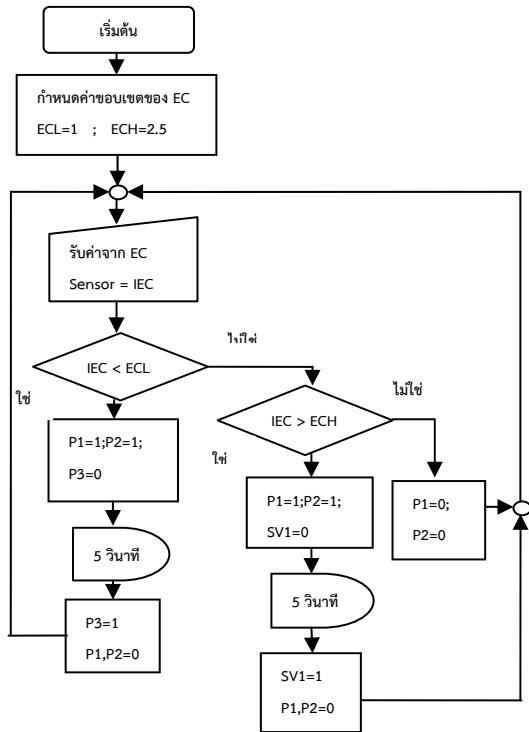 เริ่มต้น
กำหนดค่าขอบเขตของ EC
ECL=1 ; ECH=2.5
รับค่าจาก EC
Sensor = IEC
IEC < ECL
ไม่ใช่
ใช่
IEC > ECH
ไม่ใช่
ใช่
P1=1;P2=1;
P3=0
P1=1;P2=1;
SV1=0
P1=0;
P2=0
5 วินาที
5 วินาที
P3=1
P1,P2=0
SV1=1
P1,P2=0